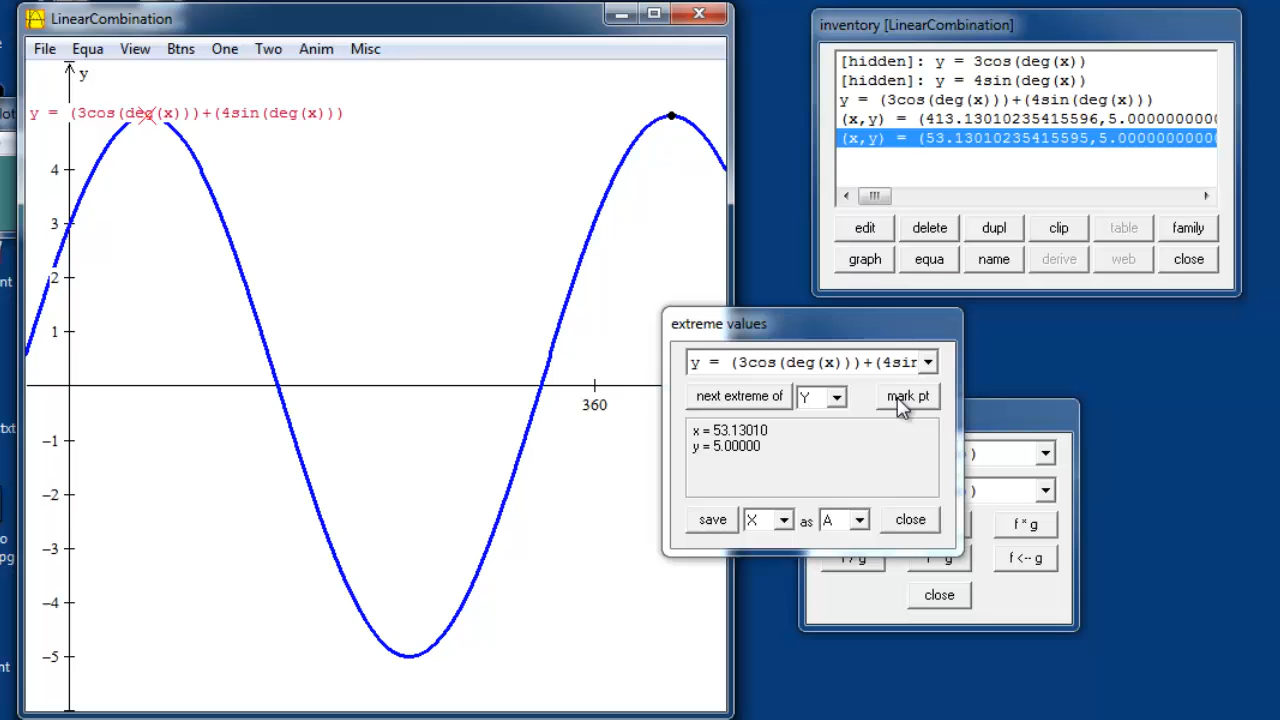 LinearCombination
File Equa View Btns One Two Anim Misc
y
y = (3cos(deg(x)))+(4sin(deg(x)))
4
3
2
1
360
−1
−2
−3
−4
−5
inventory [LinearCombination]
[hidden]: y = 3cos(deg(x))
[hidden]: y = 4sin(deg(x))
y = (3cos(deg(x)))+(4sin(deg(x)))
(x,y) = (413.13010235415596,5.0000000000
(x,y) = (53.13010235415595,5.00000000000
edit delete dupl clip table family
graph equa name derive web close
extreme values
y = (3cos(deg(x)))+(4sin
next extreme of Y mark pt
x = 53.13010
y = 5.00000
save X as A close
)
)
f * g
f <-- g
close